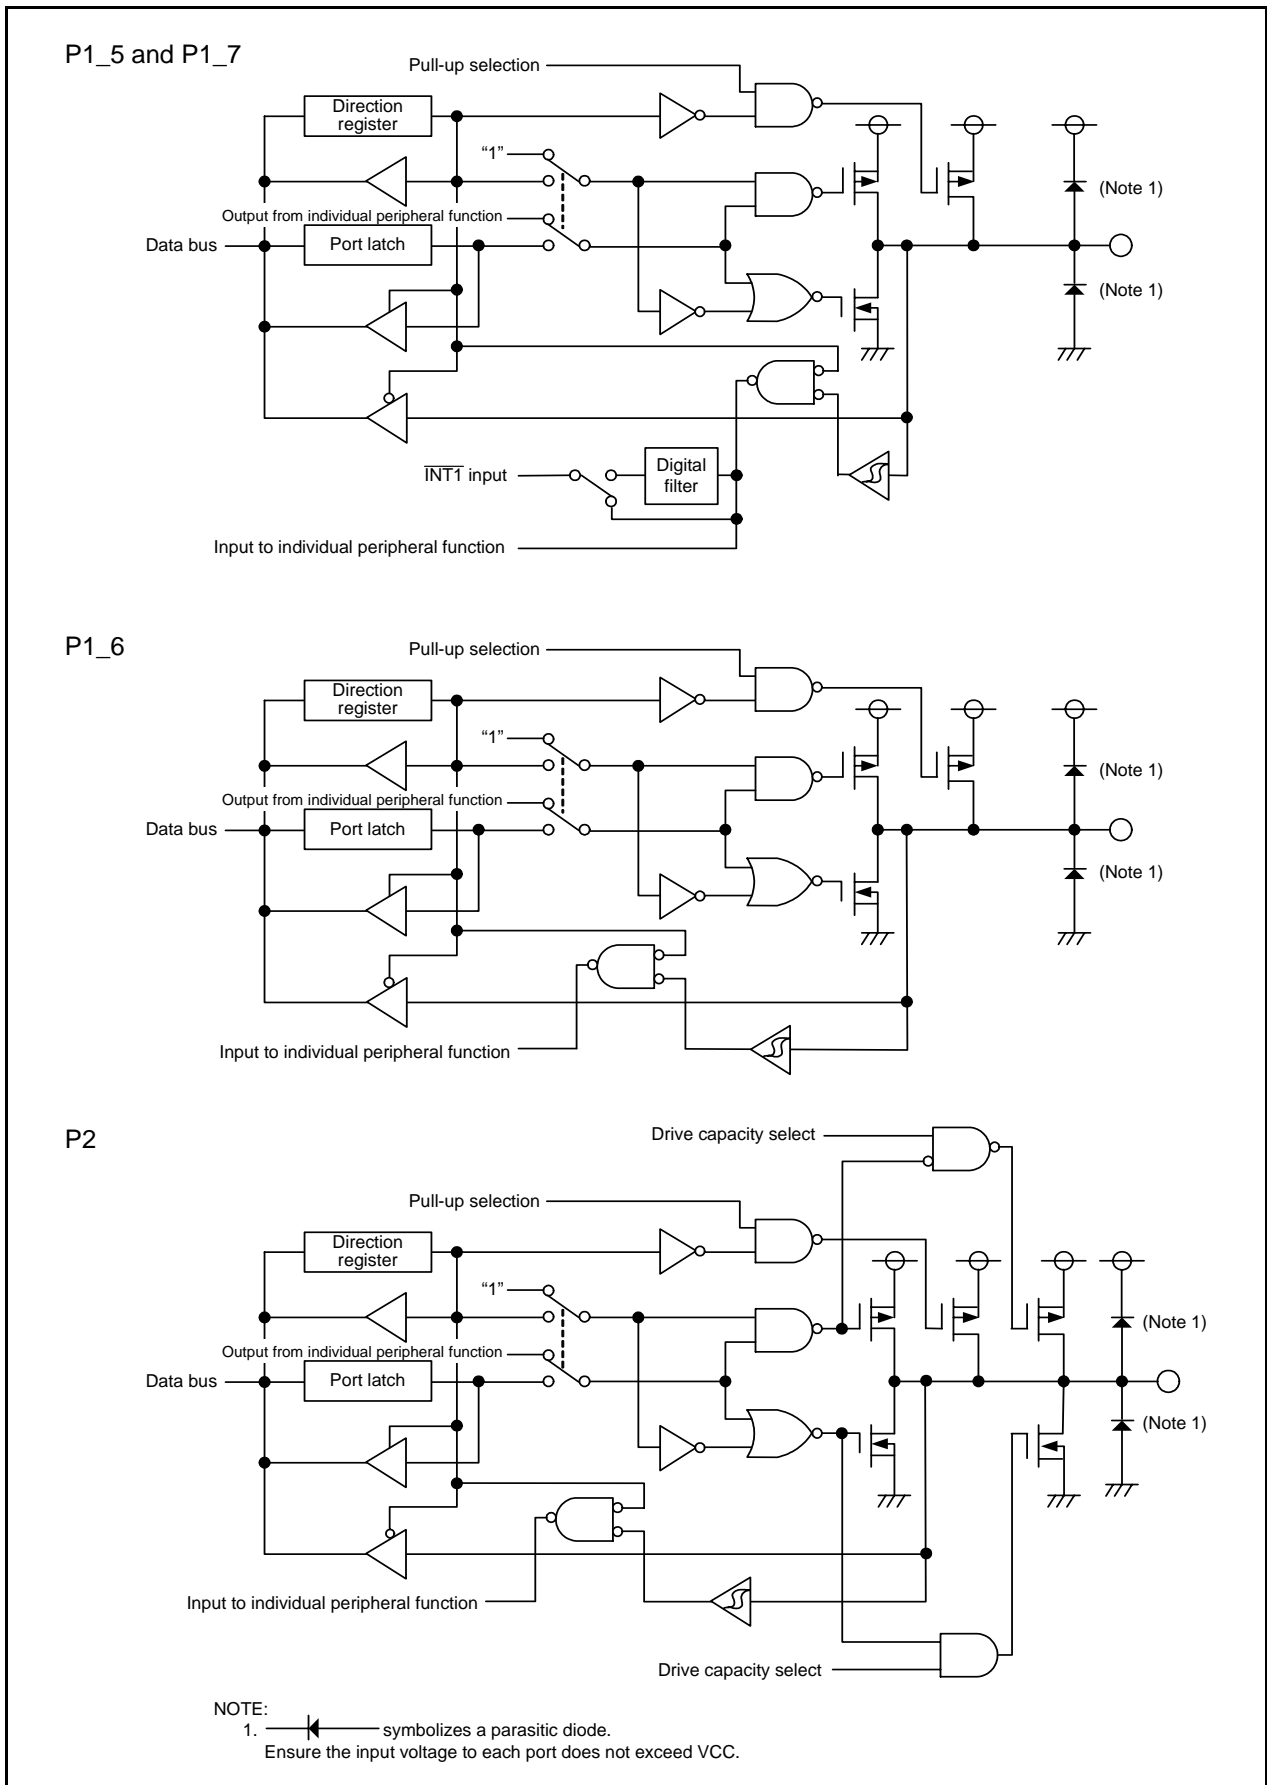 P1_5 and P1_7
Pull-up selection
Direction
register
“1”
(Note 1)
Output from individual peripheral function
Data bus
Port latch
(Note 1)
INT1 input
Digital
filter
Input to individual peripheral function
P1_6
Pull-up selection
Direction
register
“1”
(Note 1)
Output from individual peripheral function
Data bus
Port latch
(Note 1)
Input to individual peripheral function
P2
Drive capacity select
Pull-up selection
Direction
register
“1”
(Note 1)
Output from individual peripheral function
Data bus
Port latch
(Note 1)
Input to individual peripheral function
Drive capacity select
NOTE:
1. symbolizes a parasitic diode.
Ensure the input voltage to each port does not exceed VCC.